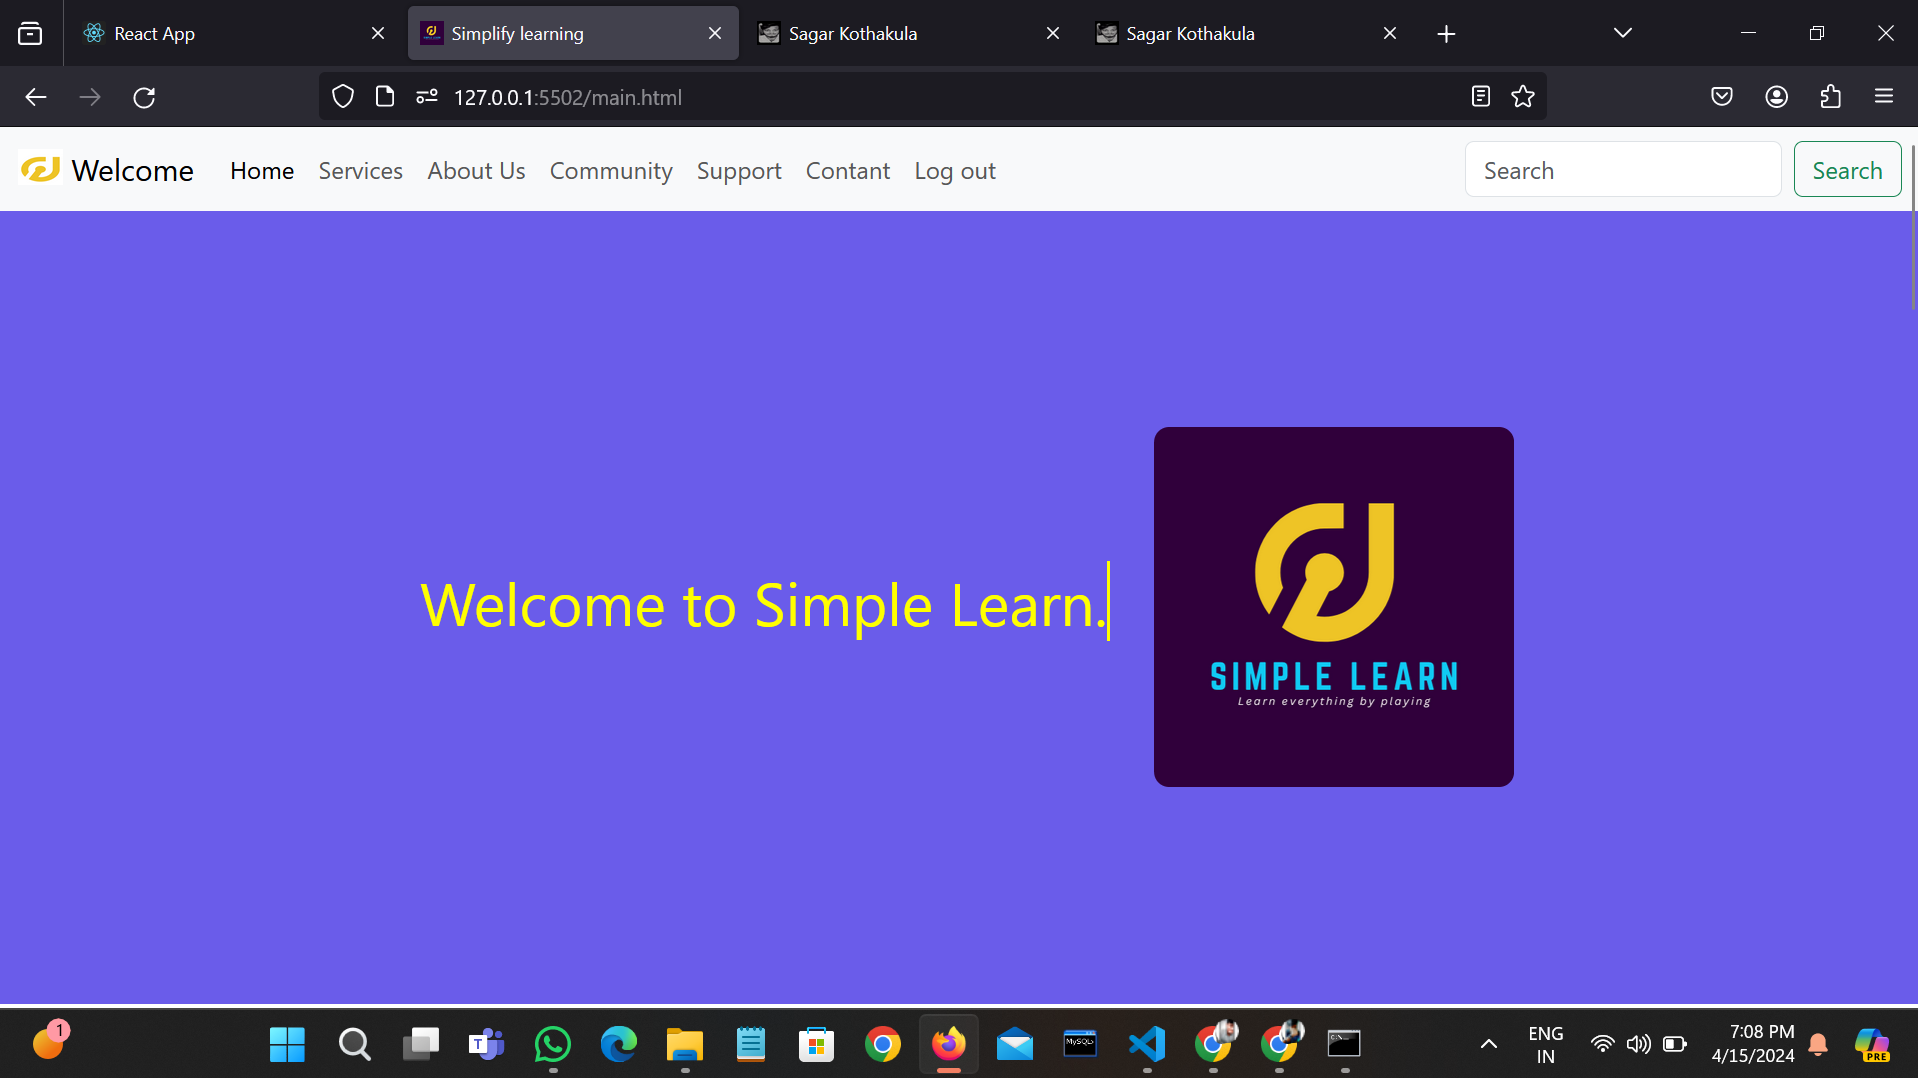 React App
Simplify learning
Sagar Kothakula
Sagar Kothakula
127.0.0.1:5502/main.html
Welcome
Home
Services
About Us
Community
Support
Contant
Log out
Search
Search
Welcome to Simple Learn.
SIMPLE LEARN
Learn everything by playing
1
T
MySQL
C:\_
ENG
IN
7:08 PM
4/15/2024
PRE